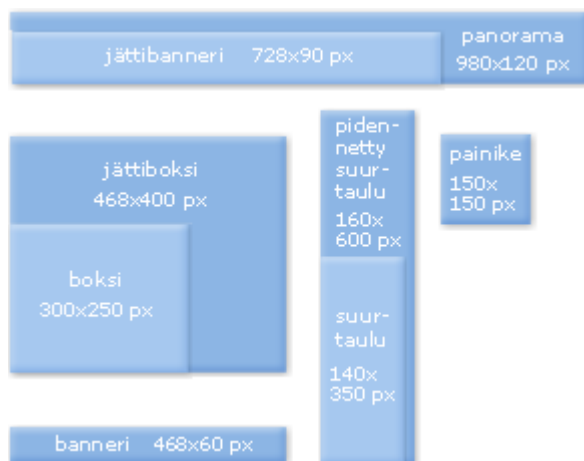 jättibanneri 728x90 px
panorama
980x120 px
jättiboksi
468x400 px
boksi
300x250 px
piden-
netty
suur-
taulu
160x
600 px
suur-
taulu
140x
350 px
painike
150x
150 px
banneri 468x60 px